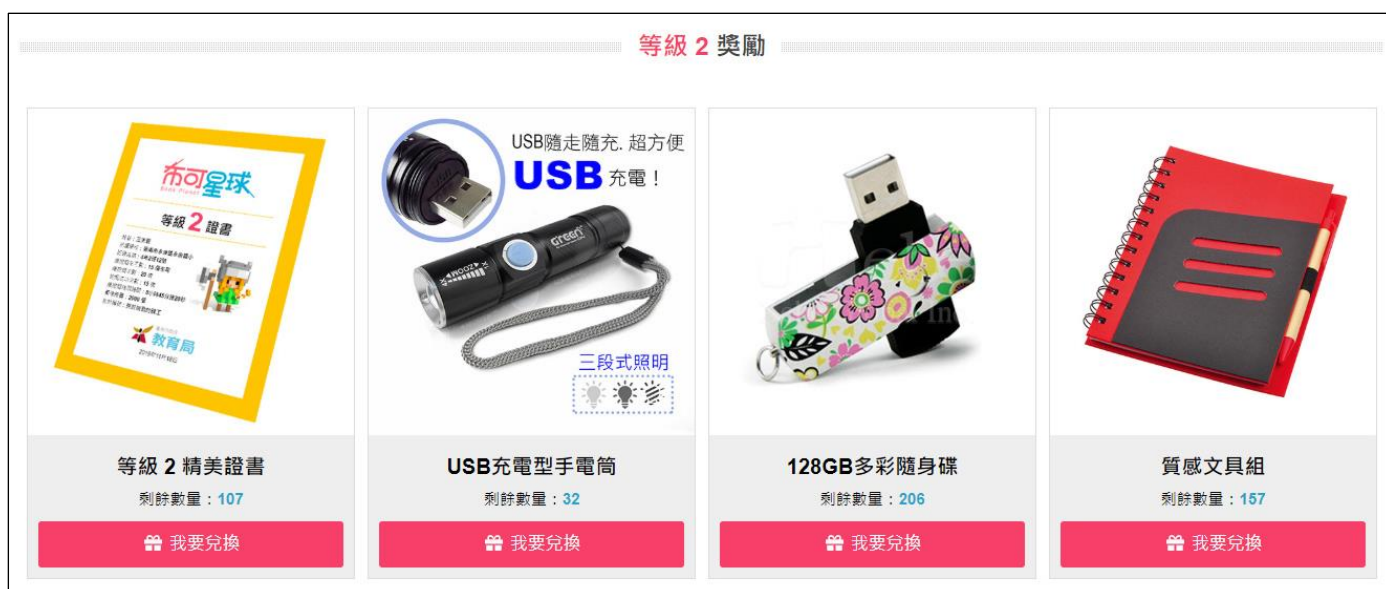 等級 2 獎勵
布可星球
Book Planet
等級 2 證書
教育局
等級 2 精美證書
剩餘數量：107
我要兌換
USB隨走隨充. 超方便
USB 充電！
GREEN
ZOOM
三段式照明
USB充電型手電筒
剩餘數量：32
我要兌換
128GB多彩隨身碟
剩餘數量：206
我要兌換
質感文具組
剩餘數量：157
我要兌換